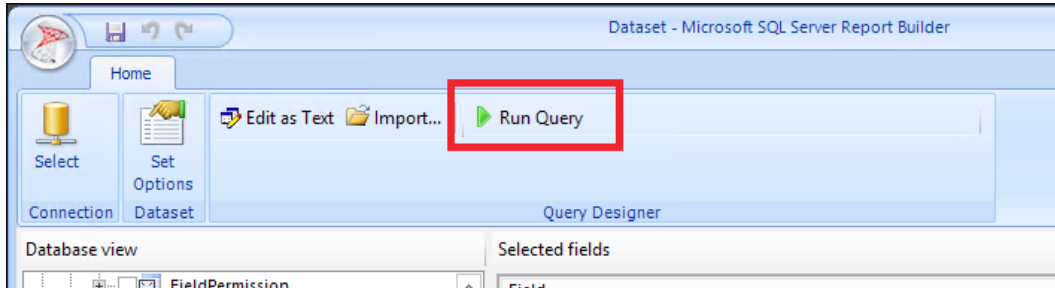 Dataset - Microsoft SQL Server Report Builder
Home
Edit as Text Import... Run Query
Select Set Options
Connection Dataset Query Designer
Database view Selected fields
FieldPermission Field